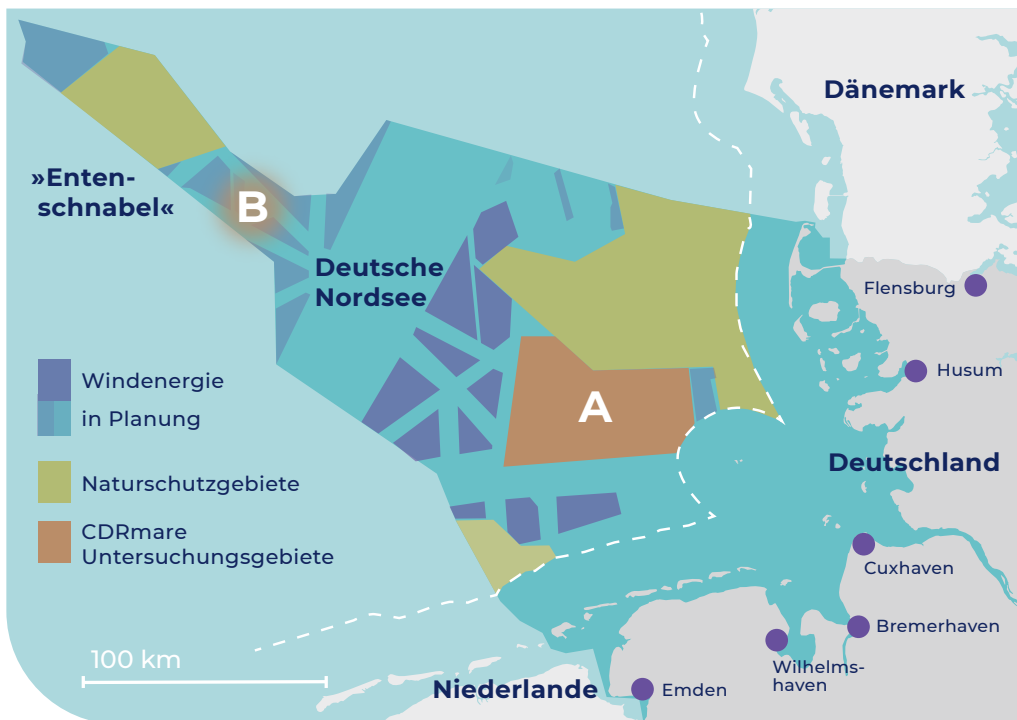 Dänemark
»Enten-
schnabel«
B
Deutsche
Nordsee
Flensburg
Husum
Windenergie
in Planung
A
Deutschland
Naturschutzgebiete
CDRmare
Untersuchungsgebiete
Cuxhaven
Bremerhaven
100 km
Wilhelms-
haven
Niederlande
Emden